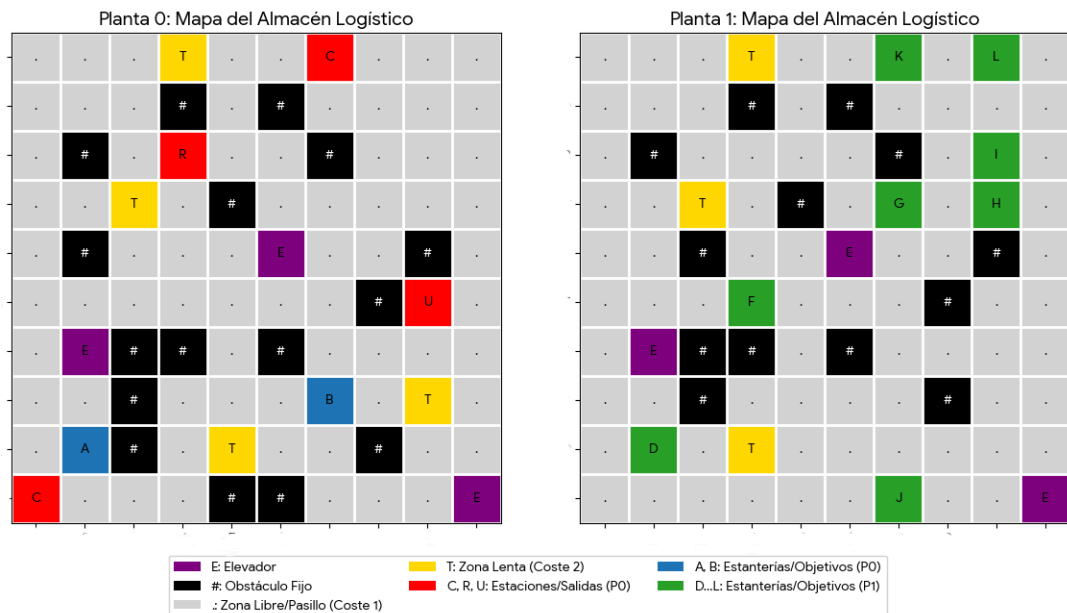 Planta 0: Mapa del Almacén Logístico
. . . T . . C . . .
. . . # . # . . . .
. # . R . . # . . .
. . T . # . . . . .
. # . . . E . . # .
. . . . . . . # U .
. E # # . # . . . .
. . # . . . B . T .
. A # . T . . # . .
C . . . # # . . . E
Planta 1: Mapa del Almacén Logístico
. . . T . . K . L .
. . . # . # . . . .
. # . . . . # . I .
. . T . # . G . H .
. . # . . E . . # .
. . . F . . . # . .
. E # # . # . . . .
. . # . . . . # . .
. D . T . . . . . .
. . . . . . J . . E
E: Elevador
#: Obstáculo Fijo
.: Zona Libre/Pasillo (Coste 1)
T: Zona Lenta (Coste 2)
C, R, U: Estaciones/Salidas (P0)
A, B: Estanterías/Objetivos (P0)
D...L: Estanterías/Objetivos (P1)